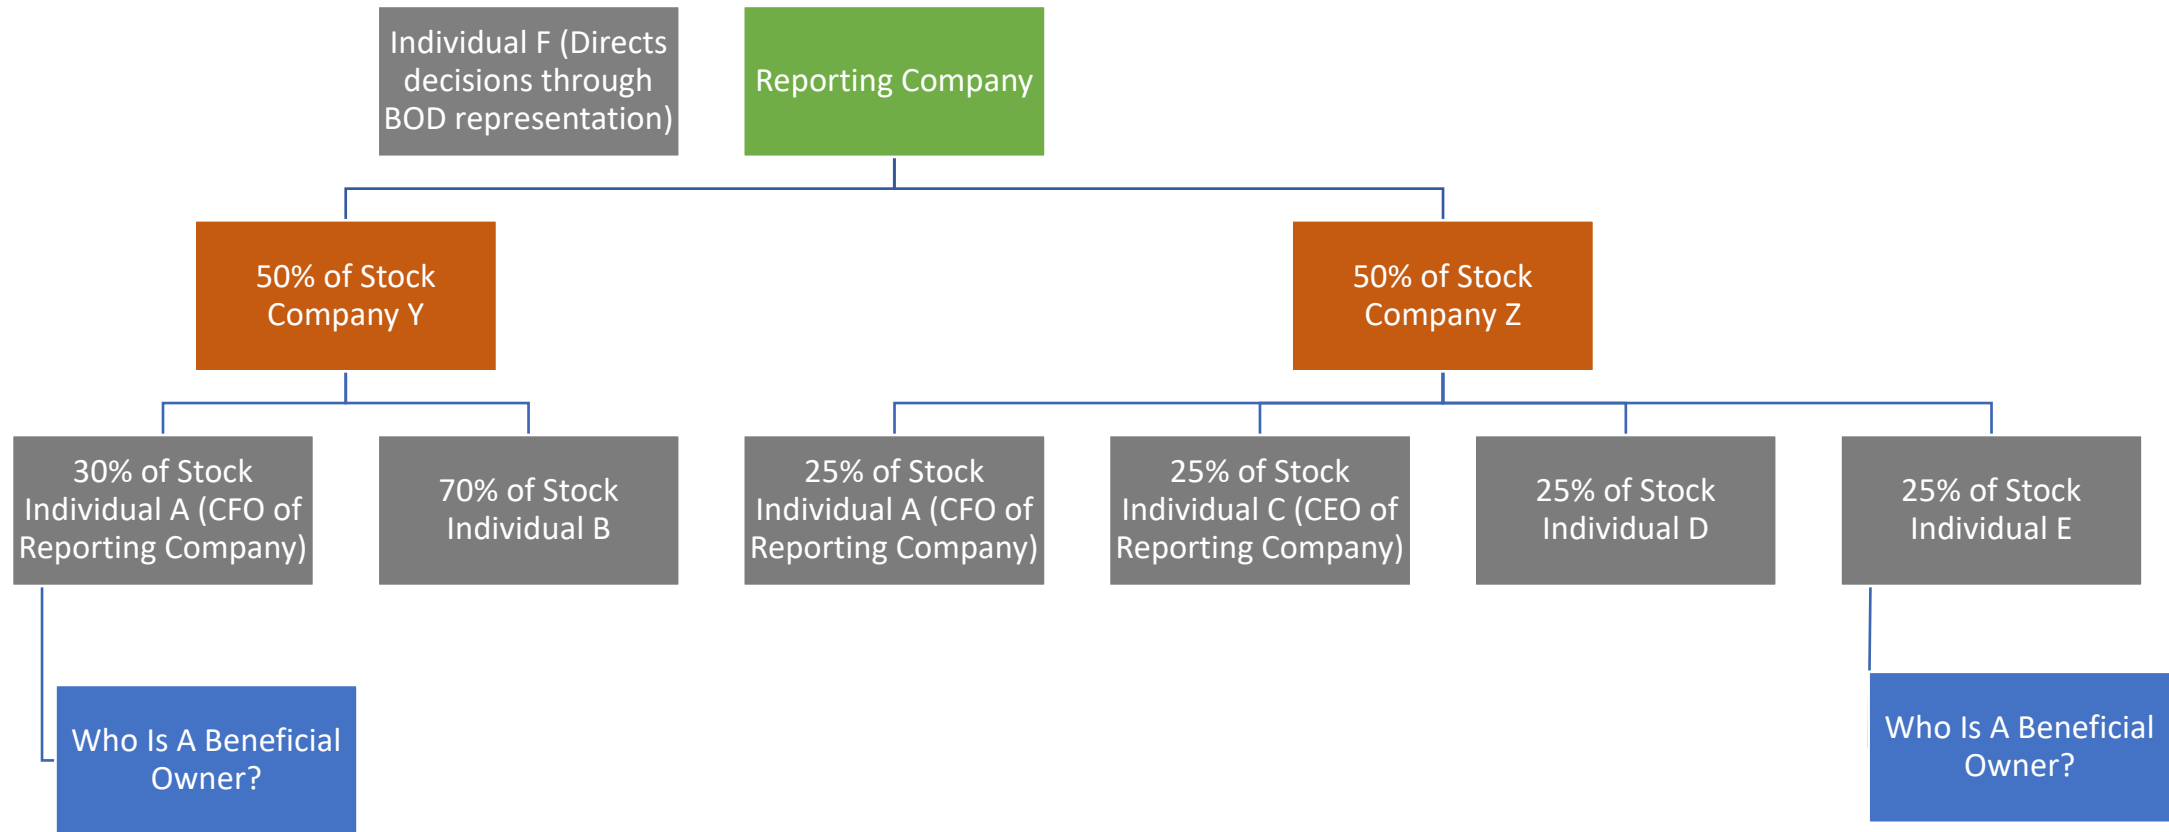 Individual F (Directs
decisions through
BOD representation)
Reporting Company
50% of Stock
Company Y
50% of Stock
Company Z
30% of Stock
Individual A (CFO of
Reporting Company)
70% of Stock
Individual B
25% of Stock
Individual A (CFO of
Reporting Company)
25% of Stock
Individual C (CEO of
Reporting Company)
25% of Stock
Individual D
25% of Stock
Individual E
Who Is A Beneficial
Owner?
Who Is A Beneficial
Owner?